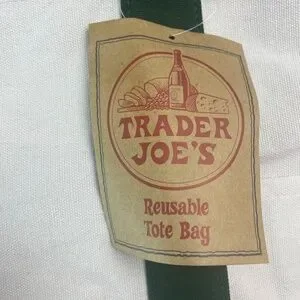 TRADER
JOE'S
Reusable
Tote Bag